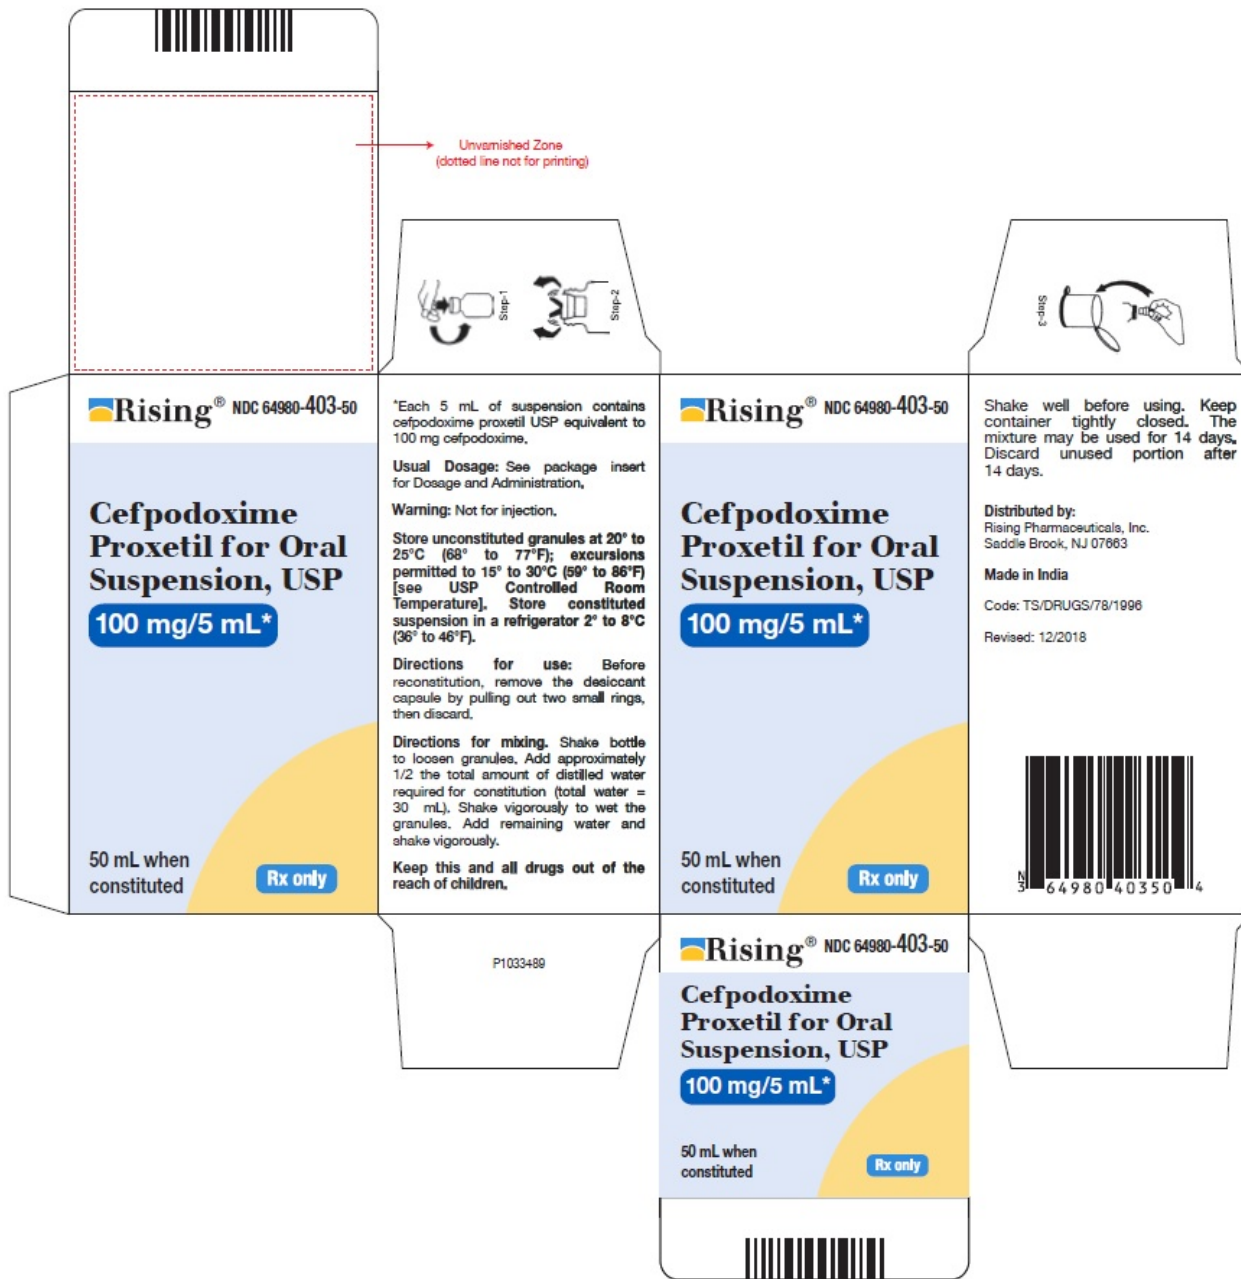 Unvarnished Zone
(dotted line not for printing)
Step-1
Step-2
Step-3
Rising® NDC 64980-403-50
Cefpodoxime
Proxetil for Oral
Suspension, USP
100 mg/5 mL*
50 mL when
constituted
Rx only
*Each 5 mL of suspension contains
cefpodoxime proxetil USP equivalent to
100 mg cefpodoxime.
Usual Dosage: See package insert
for Dosage and Administration.
Warning: Not for injection.
Store unconstituted granules at 20° to
25°C (68° to 77°F); excursions
permitted to 15° to 30°C (59° to 86°F)
[see USP Controlled Room
Temperature]. Store constituted
suspension in a refrigerator 2° to 8°C
(36° to 46°F).
Directions for use: Before
reconstitution, remove the desiccant
capsule by pulling out two small rings,
then discard.
Directions for mixing. Shake bottle
to loosen granules. Add approximately
1/2 the total amount of distilled water
required for constitution (total water =
30 mL). Shake vigorously to wet the
granules. Add remaining water and
shake vigorously.
Keep this and all drugs out of the
reach of children.
Rising® NDC 64980-403-50
Cefpodoxime
Proxetil for Oral
Suspension, USP
100 mg/5 mL*
50 mL when
constituted
Rx only
Shake well before using. Keep
container tightly closed. The
mixture may be used for 14 days.
Discard unused portion after
14 days.
Distributed by:
Rising Pharmaceuticals, Inc.
Saddle Brook, NJ 07663
Made in India
Code: TS/DRUGS/78/1996
Revised: 12/2018
N
3 64980 40350 4
P1033489
Rising® NDC 64980-403-50
Cefpodoxime
Proxetil for Oral
Suspension, USP
100 mg/5 mL*
50 mL when
constituted
Rx only